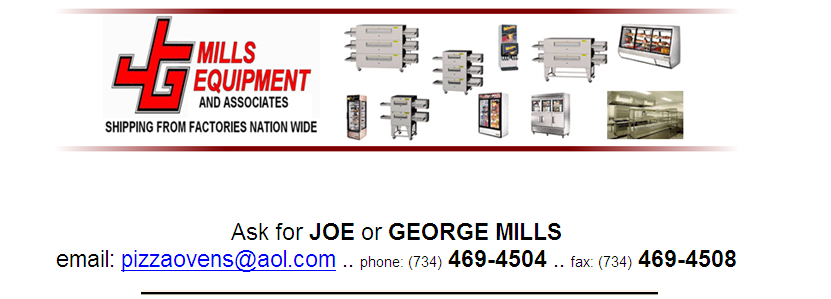 JG MILLS
EQUIPMENT
AND ASSOCIATES
SHIPPING FROM FACTORIES NATION WIDE
Ask for JOE or GEORGE MILLS
email: pizzaovens@aol.com .. phone: (734) 469-4504 .. fax: (734) 469-4508